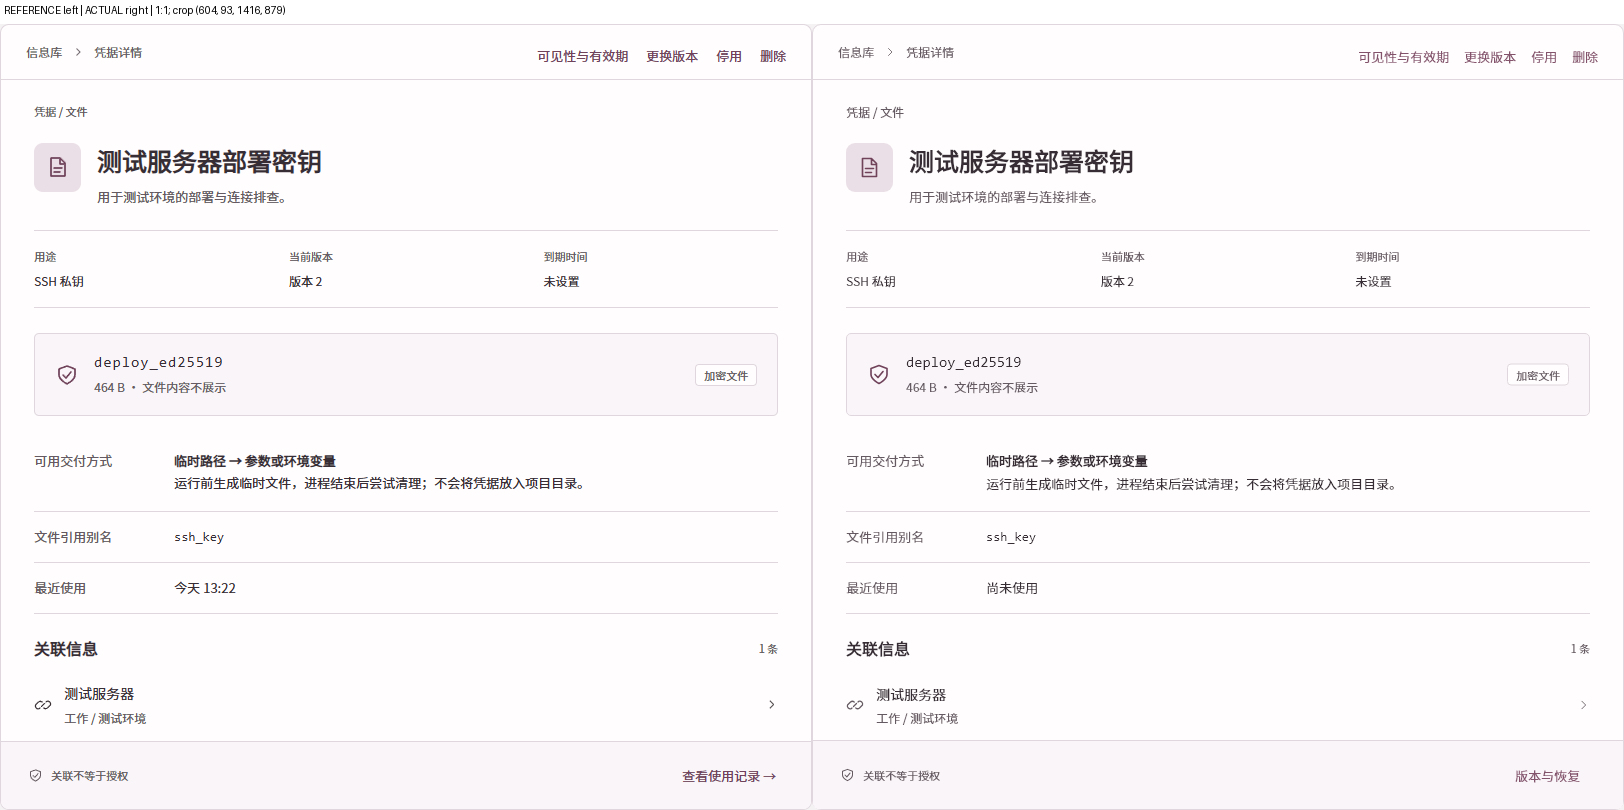 REFERENCE left | ACTUAL right | 1:1; crop (604, 93, 1416, 879)
信息库 > 凭据详情
可见性与有效期 更换版本 停用 删除
凭据 / 文件
测试服务器部署密钥
用于测试环境的部署与连接排查。
用途 当前版本 到期时间
SSH 私钥 版本 2 未设置
deploy_ed25519
464 B · 文件内容不展示
加密文件
可用交付方式 临时路径 → 参数或环境变量
运行前生成临时文件，进程结束后尝试清理；不会将凭据放入项目目录。
文件引用别名 ssh_key
最近使用 今天 13:22
关联信息 1 条
测试服务器
工作 / 测试环境
关联不等于授权 查看使用记录 →
信息库 > 凭据详情
可见性与有效期 更换版本 停用 删除
凭据 / 文件
测试服务器部署密钥
用于测试环境的部署与连接排查。
用途 当前版本 到期时间
SSH 私钥 版本 2 未设置
deploy_ed25519
464 B · 文件内容不展示
加密文件
可用交付方式 临时路径 → 参数或环境变量
运行前生成临时文件，进程结束后尝试清理；不会将凭据放入项目目录。
文件引用别名 ssh_key
最近使用 尚未使用
关联信息 1 条
测试服务器
工作 / 测试环境
关联不等于授权 版本与恢复